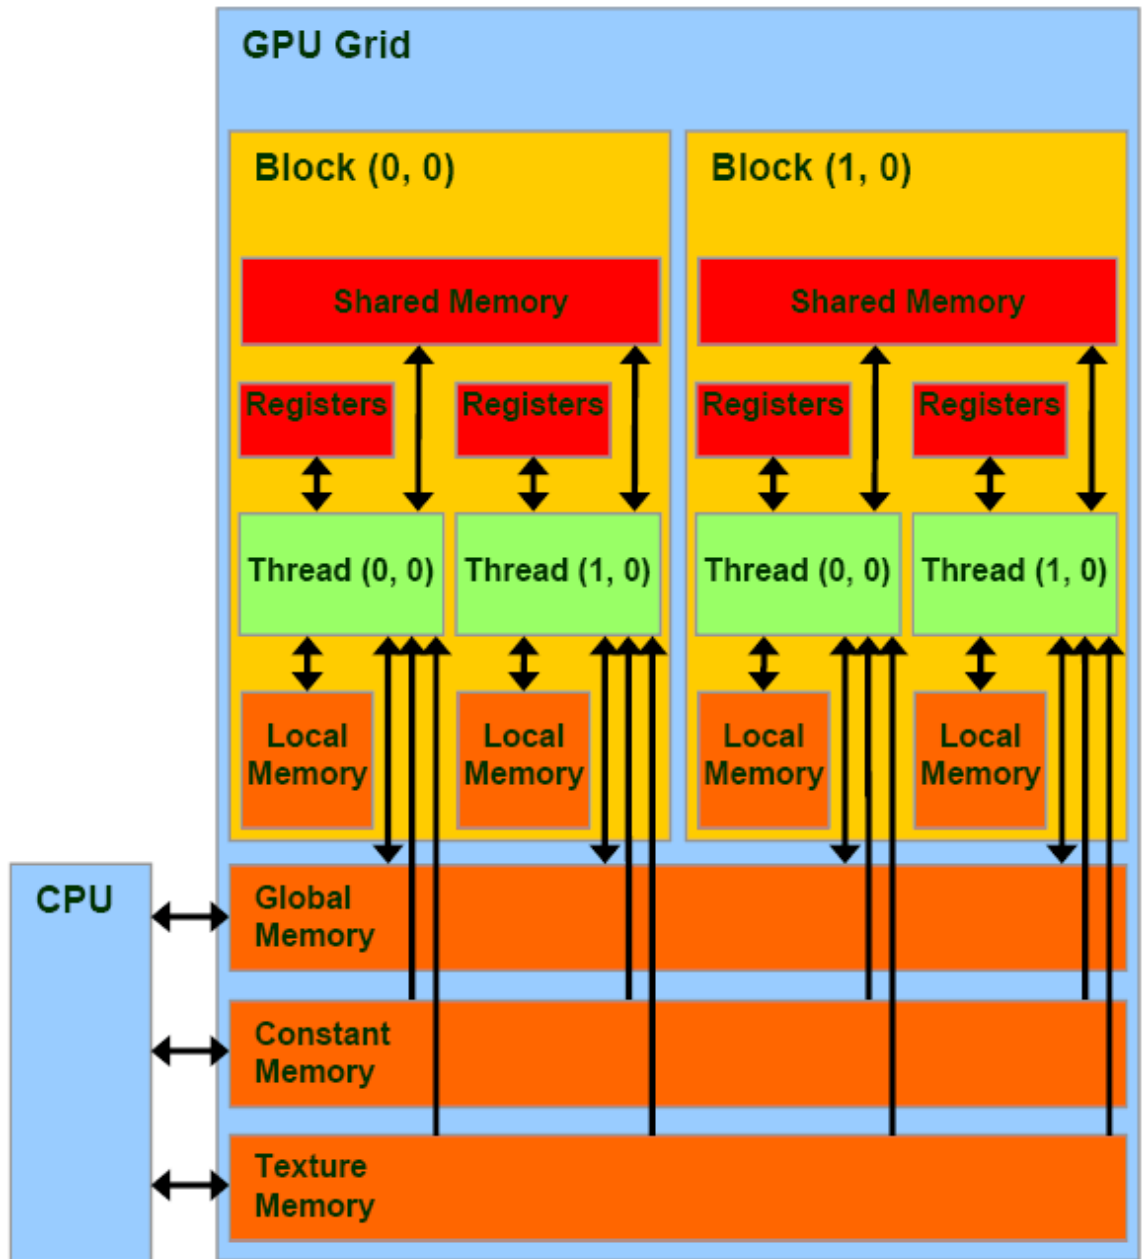 GPU Grid
Block (0, 0)
Block (1, 0)
Shared Memory
Shared Memory
Registers
Registers
Registers
Registers
Thread (0, 0)
Thread (1, 0)
Thread (0, 0)
Thread (1, 0)
Local
Memory
Local
Memory
Local
Memory
Local
Memory
CPU
Global
Memory
Constant
Memory
Texture
Memory